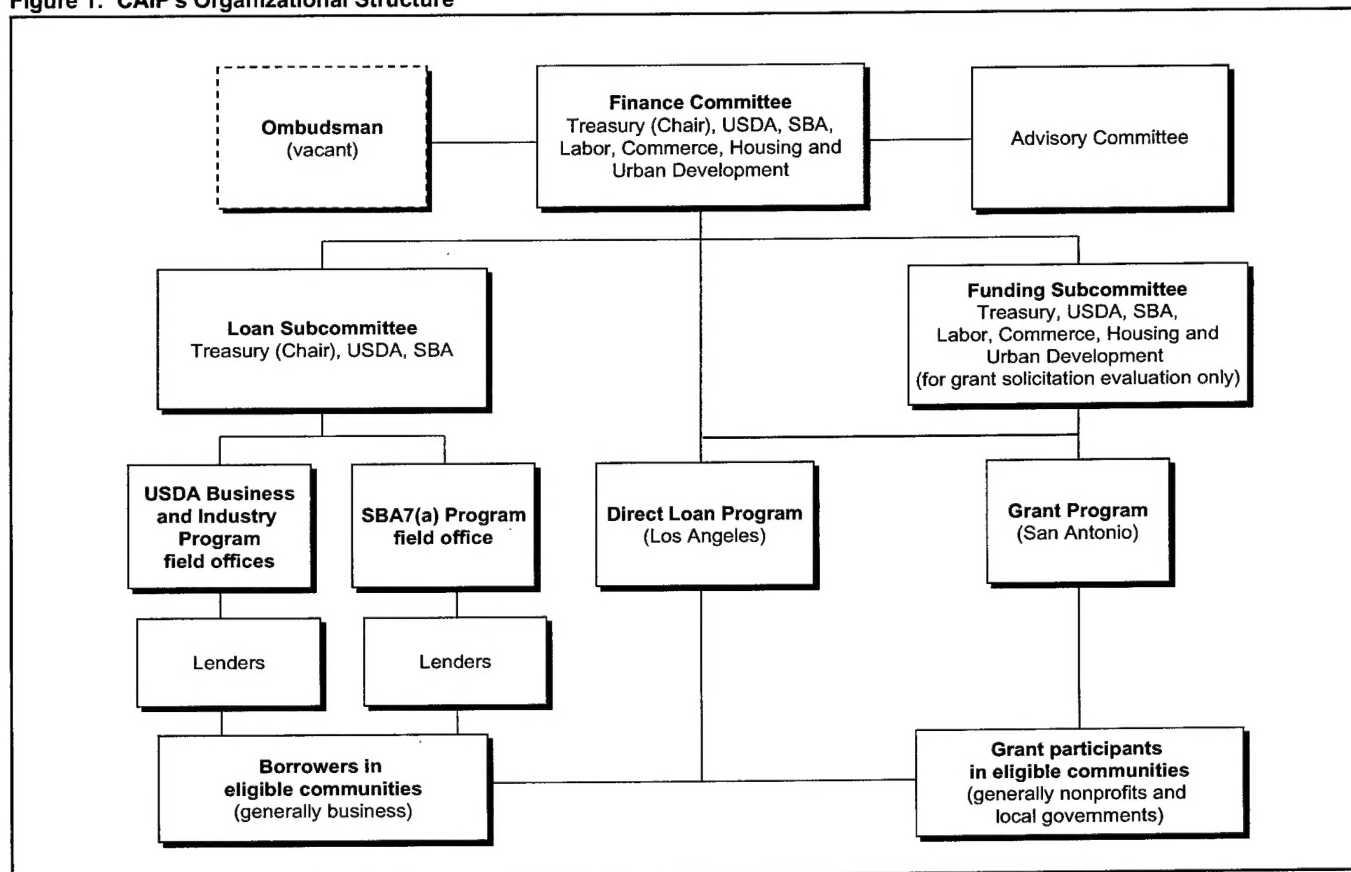 Figure 1: CAIP's Organizational Structure
Ombudsman
(vacant)
Finance Committee
Treasury (Chair), USDA, SBA,
Labor, Commerce, Housing and
Urban Development
Advisory Committee
Loan Subcommittee
Treasury (Chair), USDA, SBA
Funding Subcommittee
Treasury, USDA, SBA,
Labor, Commerce, Housing and
Urban Development
(for grant solicitation evaluation only)
USDA Business
and Industry
Program
field offices
SBA7(a) Program
field office
Direct Loan Program
(Los Angeles)
Grant Program
(San Antonio)
Lenders
Lenders
Borrowers in
eligible communities
(generally business)
Grant participants
in eligible communities
(generally nonprofits and
local governments)